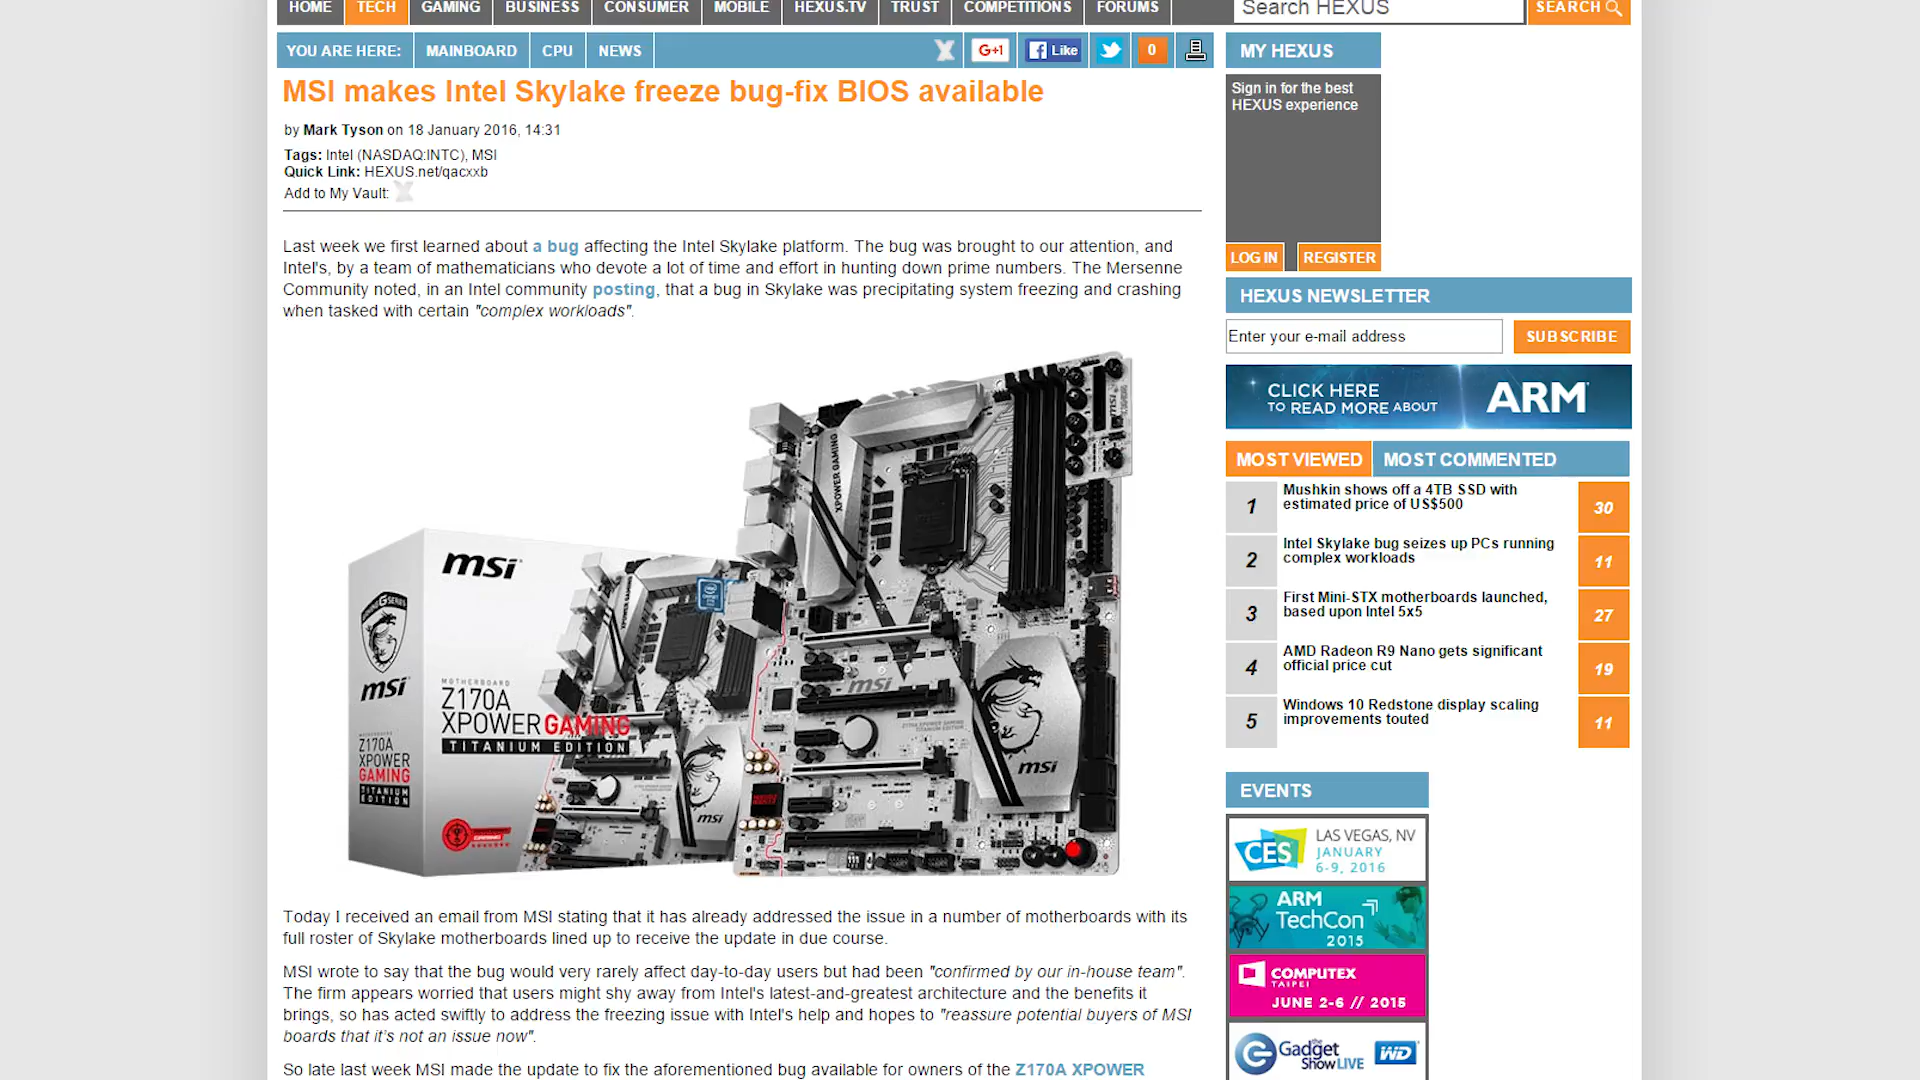 HOME TECH GAMING BUSINESS CONSUMER MOBILE HEXUS.TV TRUST COMPETITIONS FORUMS Search HEXUS SEARCH
YOU ARE HERE: MAINBOARD CPU NEWS G+1 Like 0
MY HEXUS
MSI makes Intel Skylake freeze bug-fix BIOS available
by Mark Tyson on 18 January 2016, 14:31
Tags: Intel (NASDAQ:INTC), MSI
Quick Link: HEXUS.net/qacxxb
Add to My Vault:
Last week we first learned about a bug affecting the Intel Skylake platform. The bug was brought to our attention, and
Intel's, by a team of mathematicians who devote a lot of time and effort in hunting down prime numbers. The Mersenne
Community noted, in an Intel community posting, that a bug in Skylake was precipitating system freezing and crashing
when tasked with certain "complex workloads".
msi
GAMING G SERIES
msi
MOTHERBOARD
Z170A
XPOWER GAMING
TITANIUM EDITION
Z170A
XPOWER
GAMING
TITANIUM
EDITION
XPOWER GAMING
msi
msi
msi
Today I received an email from MSI stating that it has already addressed the issue in a number of motherboards with its
full roster of Skylake motherboards lined up to receive the update in due course.
MSI wrote to say that the bug would very rarely affect day-to-day users but had been "confirmed by our in-house team".
The firm appears worried that users might shy away from Intel's latest-and-greatest architecture and the benefits it
brings, so has acted swiftly to address the freezing issue with Intel's help and hopes to "reassure potential buyers of MSI
boards that it's not an issue now".
So late last week MSI made the update to fix the aforementioned bug available for owners of the Z170A XPOWER
Sign in for the best
HEXUS experience
LOG IN REGISTER
HEXUS NEWSLETTER
Enter your e-mail address SUBSCRIBE
CLICK HERE
TO READ MORE ABOUT
ARM
MOST VIEWED MOST COMMENTED
1 Mushkin shows off a 4TB SSD with
estimated price of US$500 30
2 Intel Skylake bug seizes up PCs running
complex workloads 11
3 First Mini-STX motherboards launched,
based upon Intel 5x5 27
4 AMD Radeon R9 Nano gets significant
official price cut 19
5 Windows 10 Redstone display scaling
improvements touted 11
EVENTS
CES LAS VEGAS, NV
JANUARY
6-9, 2016
ARM
TechCon
2015
COMPUTEX
TAIPEI
JUNE 2-6 // 2015
the
Gadget
Show LIVE
WD